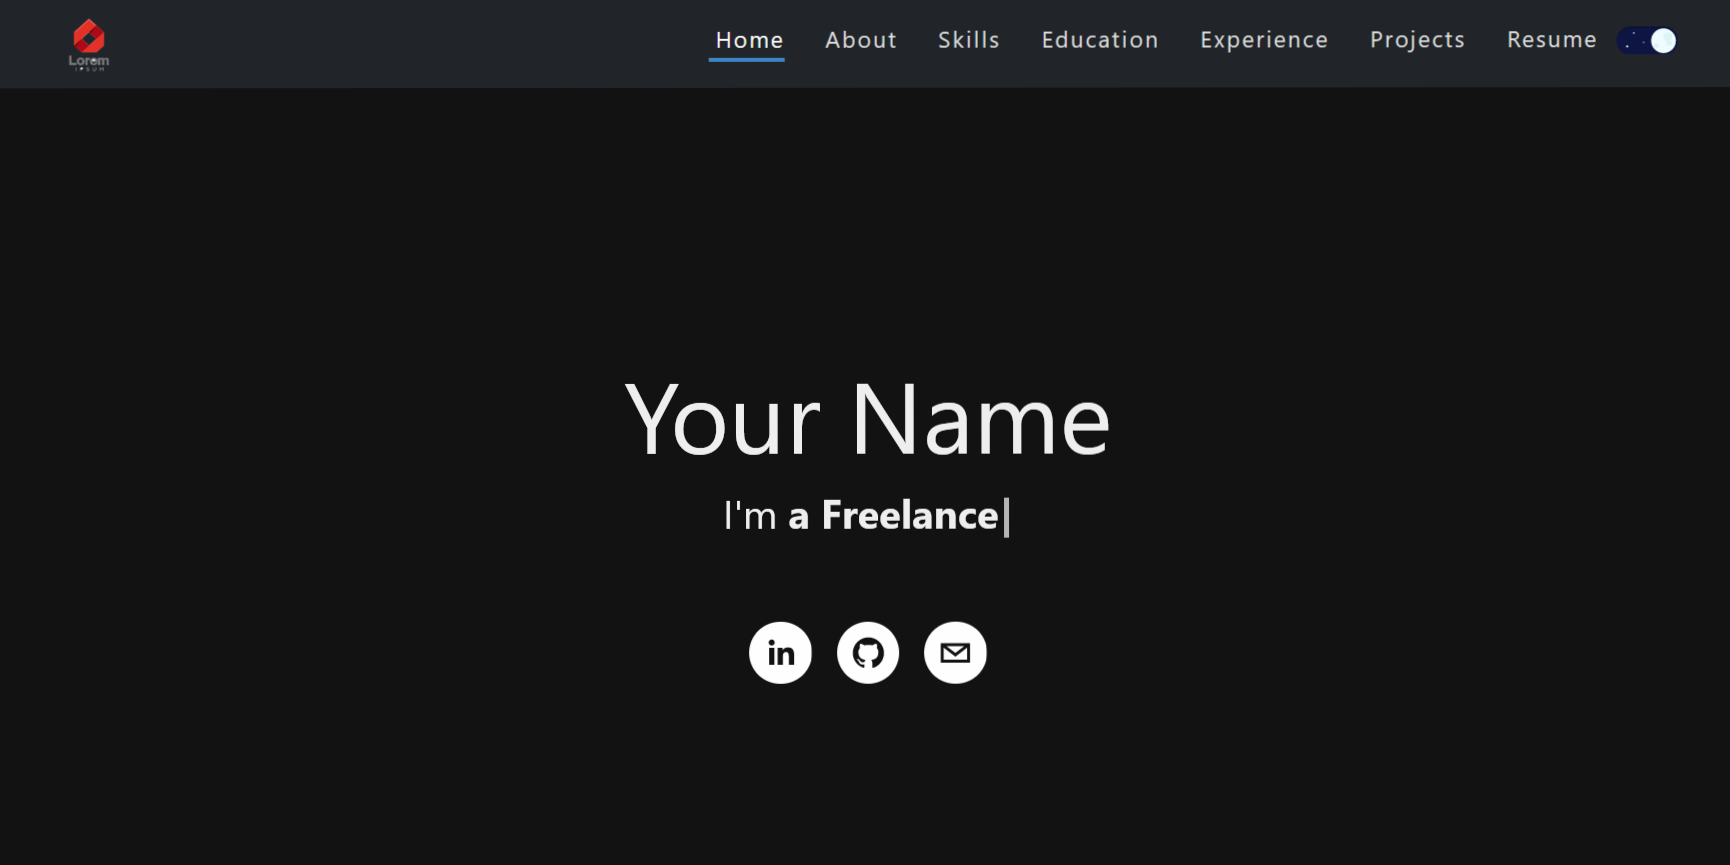 Lorem
IPSUM
Home About Skills Education Experience Projects Resume
Your Name
I'm a Freelance
in